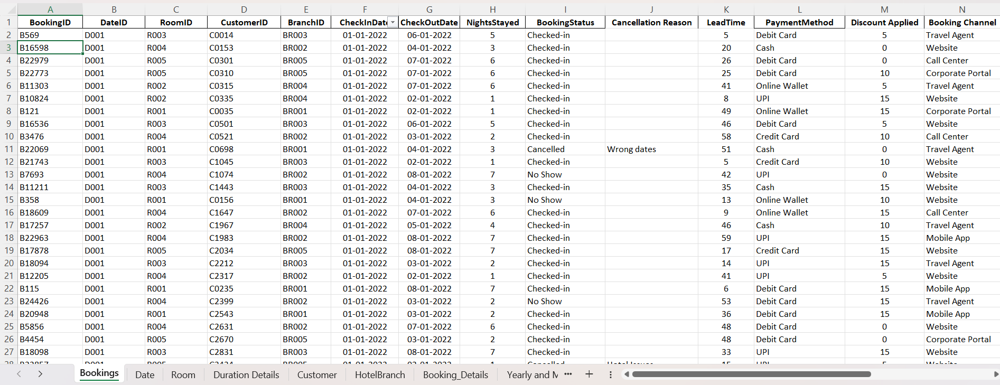 A B C D E F G H I J K L M N
1 BookingID DateID RoomID CustomerID BranchID CheckInDat CheckOutDate NightsStayed BookingStatus Cancellation Reason LeadTime PaymentMethod Discount Applied Booking Channel
2 B569 D001 R003 C0014 BR003 01-01-2022 06-01-2022 5 Checked-in 5 Debit Card 5 Travel Agent
3 B16598 D001 R004 C0153 BR002 01-01-2022 04-01-2022 3 Checked-in 20 Cash 0 Website
4 B22979 D001 R005 C0301 BR005 01-01-2022 07-01-2022 6 Checked-in 26 Debit Card 0 Call Center
5 B22773 D001 R005 C0310 BR005 01-01-2022 07-01-2022 6 Checked-in 25 Debit Card 10 Corporate Portal
6 B11303 D001 R002 C0315 BR004 01-01-2022 07-01-2022 6 Checked-in 41 Online Wallet 5 Travel Agent
7 B10824 D001 R002 C0335 BR004 01-01-2022 02-01-2022 1 Checked-in 8 UPI 15 Website
8 B121 D001 R001 C0035 BR001 01-01-2022 02-01-2022 1 Checked-in 49 Online Wallet 15 Corporate Portal
9 B16536 D001 R003 C0501 BR003 01-01-2022 06-01-2022 5 Checked-in 46 Debit Card 5 Website
10 B3476 D001 R004 C0521 BR002 01-01-2022 03-01-2022 2 Checked-in 58 Credit Card 10 Call Center
11 B22069 D001 R001 C0698 BR001 01-01-2022 04-01-2022 3 Cancelled Wrong dates 51 Cash 0 Travel Agent
12 B21743 D001 R003 C1045 BR003 01-01-2022 02-01-2022 1 Checked-in 5 Credit Card 10 Website
13 B7693 D001 R004 C1074 BR002 01-01-2022 08-01-2022 7 No Show 42 UPI 0 Website
14 B11211 D001 R003 C1443 BR003 01-01-2022 04-01-2022 3 Checked-in 35 Cash 15 Website
15 B358 D001 R001 C0156 BR001 01-01-2022 04-01-2022 3 No Show 13 Online Wallet 10 Website
16 B18609 D001 R004 C1647 BR002 01-01-2022 07-01-2022 6 Checked-in 9 Online Wallet 15 Call Center
17 B17257 D001 R002 C1967 BR004 01-01-2022 05-01-2022 4 Checked-in 46 Cash 10 Travel Agent
18 B22963 D001 R004 C1983 BR002 01-01-2022 08-01-2022 7 Checked-in 59 UPI 15 Mobile App
19 B17878 D001 R005 C2034 BR005 01-01-2022 08-01-2022 7 Checked-in 17 Credit Card 15 Website
20 B18094 D001 R003 C2212 BR003 01-01-2022 03-01-2022 2 Checked-in 14 UPI 15 Travel Agent
21 B12205 D001 R004 C2317 BR002 01-01-2022 02-01-2022 1 Checked-in 41 UPI 5 Website
22 B115 D001 R001 C0235 BR001 01-01-2022 08-01-2022 7 Checked-in 6 Debit Card 15 Mobile App
23 B24426 D001 R004 C2399 BR002 01-01-2022 03-01-2022 2 No Show 53 Debit Card 15 Travel Agent
24 B20948 D001 R001 C2543 BR001 01-01-2022 03-01-2022 2 Checked-in 36 Debit Card 15 Mobile App
25 B5856 D001 R004 C2631 BR002 01-01-2022 07-01-2022 6 Checked-in 48 Debit Card 0 Website
26 B4454 D001 R005 C2670 BR005 01-01-2022 03-01-2022 2 Checked-in 48 Debit Card 0 Corporate Portal
27 B18098 D001 R003 C2831 BR003 01-01-2022 08-01-2022 7 Checked-in 33 UPI 15 Website
Bookings Date Room Duration Details Customer HotelBranch Booking_Details Yearly and M